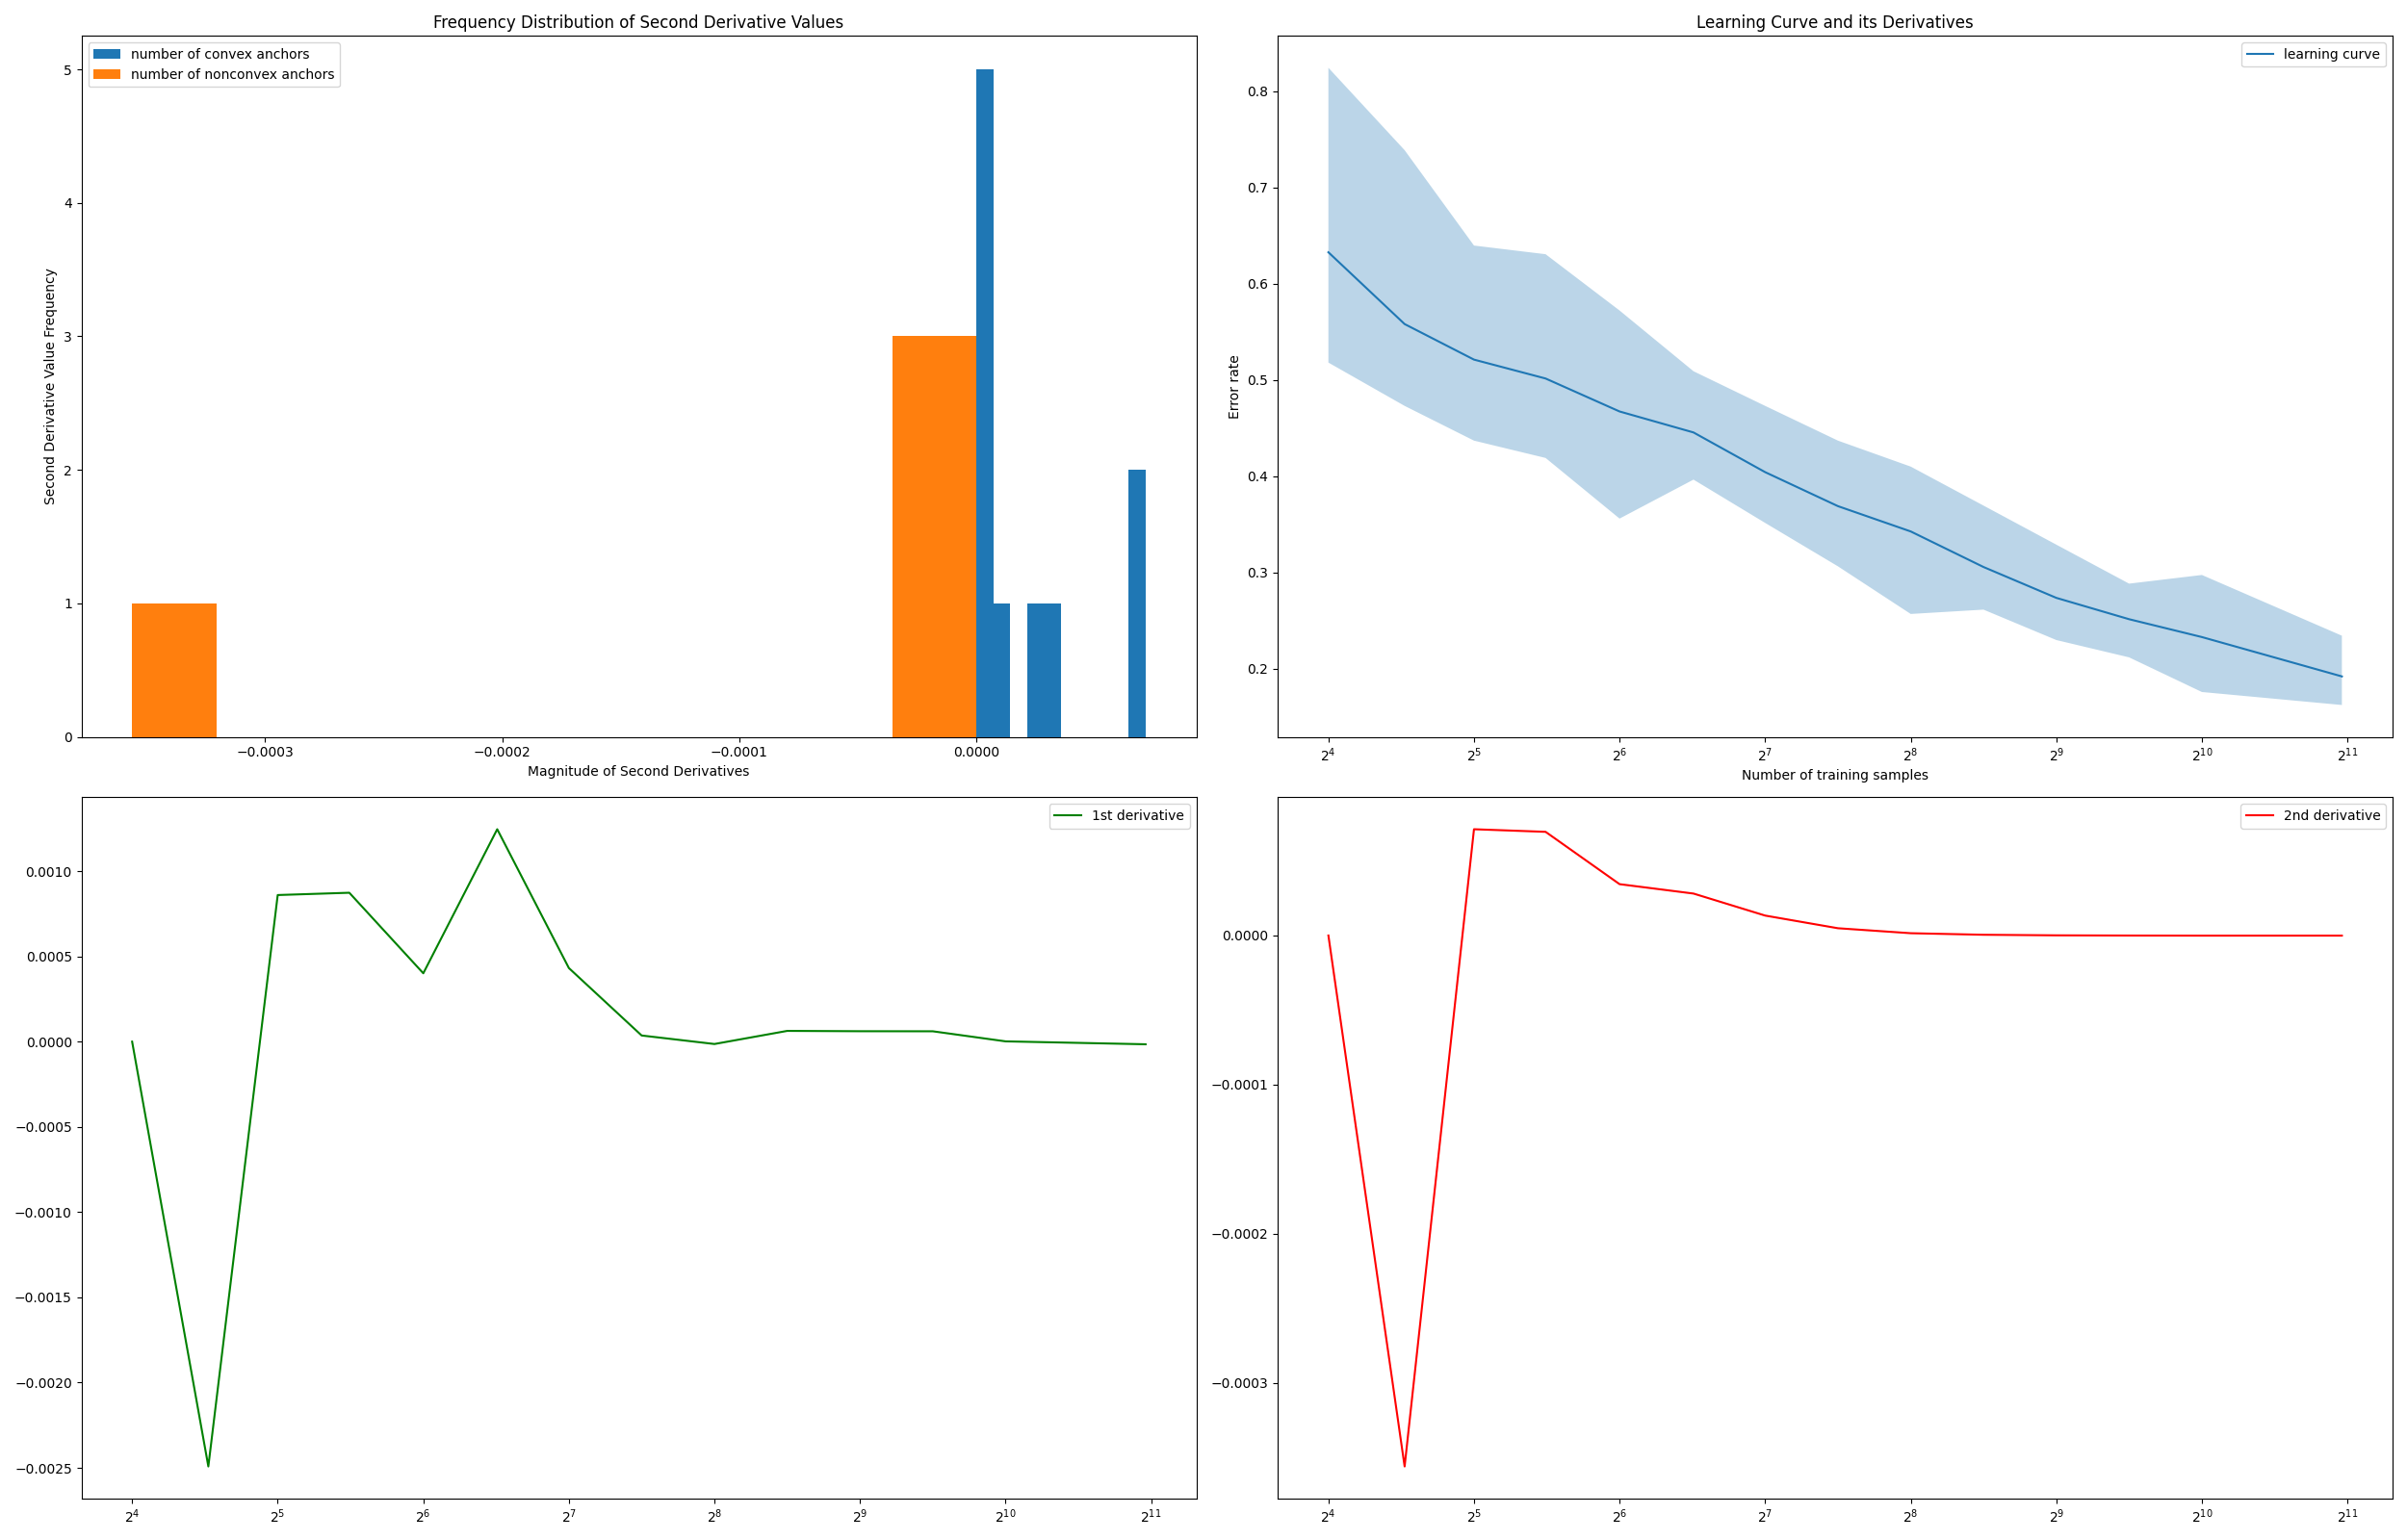 Frequency Distribution of Second Derivative Values
number of convex anchors
number of nonconvex anchors
Second Derivative Value Frequency
5
4
3
2
1
0
−0.0003 −0.0002 −0.0001 0.0000
Magnitude of Second Derivatives
Learning Curve and its Derivatives
learning curve
Error rate
0.8
0.7
0.6
0.5
0.4
0.3
0.2
2⁴ 2⁵ 2⁶ 2⁷ 2⁸ 2⁹ 2¹⁰ 2¹¹
Number of training samples
1st derivative
0.0010
0.0005
0.0000
−0.0005
−0.0010
−0.0015
−0.0020
−0.0025
2⁴ 2⁵ 2⁶ 2⁷ 2⁸ 2⁹ 2¹⁰ 2¹¹
2nd derivative
0.0000
−0.0001
−0.0002
−0.0003
2⁴ 2⁵ 2⁶ 2⁷ 2⁸ 2⁹ 2¹⁰ 2¹¹